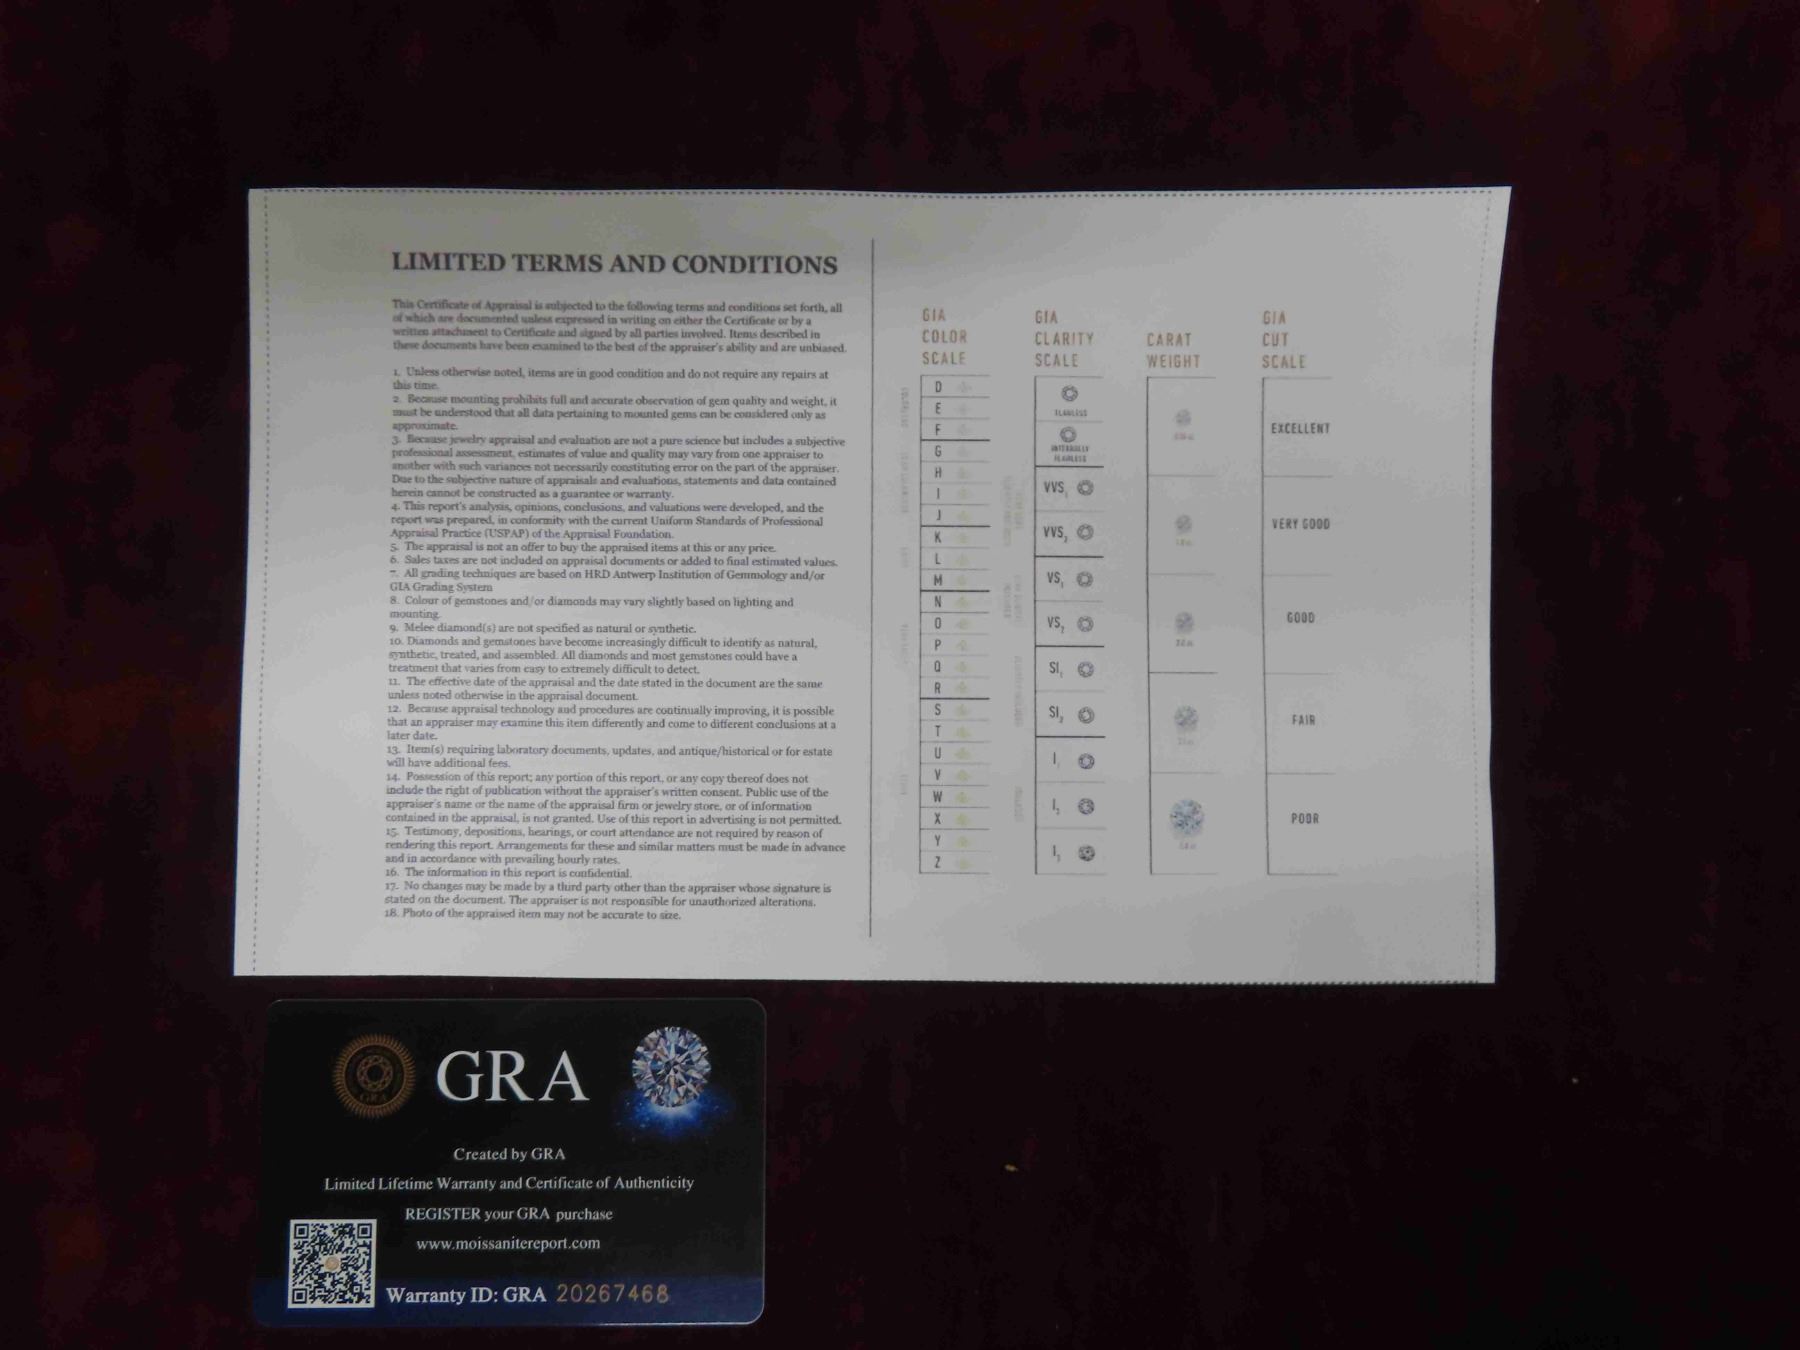 LIMITED TERMS AND CONDITIONS
This Certificate of Appraisal is subjected to the following terms and conditions set forth, all
of which are documented unless expressed in writing on either the Certificate or by a
written attachment to Certificate and signed by all parties involved. Items described in
these documents have been examined to the best of the appraiser's ability and are unbiased.
1. Unless otherwise noted, items are in good condition and do not require any repairs at
this time.
2. Because mounting prohibits full and accurate observation of gem quality and weight, it
must be understood that all data pertaining to mounted gems can be considered only as
approximate.
3. Because jewelry appraisal and evaluation are not a pure science but includes a subjective
professional assessment, estimates of value and quality may vary from one appraiser to
another with such variances not necessarily constituting error on the part of the appraiser.
Due to the subjective nature of appraisals and evaluations, statements and data contained
herein cannot be constructed as a guarantee or warranty.
4. This report's analysis, opinions, conclusions, and valuations were developed, and the
report was prepared, in conformity with the current Uniform Standards of Professional
Appraisal Practice (USPAP) of the Appraisal Foundation.
5. The appraisal is not an offer to buy the appraised items at this or any price.
6. Sales taxes are not included on appraisal documents or added to final estimated values.
7. All grading techniques are based on HRD Antwerp Institution of Gemmology and/or
GIA Grading System
8. Colour of gemstones and/or diamonds may vary slightly based on lighting and
mounting.
9. Melee diamond(s) are not specified as natural or synthetic.
10. Diamonds and gemstones have become increasingly difficult to identify as natural,
synthetic, treated, and assembled. All diamonds and most gemstones could have a
treatment that varies from easy to extremely difficult to detect.
11. The effective date of the appraisal and the date stated in the document are the same
unless noted otherwise in the appraisal document.
12. Because appraisal technology and procedures are continually improving, it is possible
that an appraiser may examine this item differently and come to different conclusions at a
later date.
13. Item(s) requiring laboratory documents, updates, and antique/historical or for estate
will have additional fees.
14. Possession of this report; any portion of this report, or any copy thereof does not
include the right of publication without the appraiser's written consent. Public use of the
appraiser's name or the name of the appraisal firm or jewelry store, or of information
contained in the appraisal, is not granted. Use of this report in advertising is not permitted.
15. Testimony, depositions, hearings, or court attendance are not required by reason of
rendering this report. Arrangements for these and similar matters must be made in advance
and in accordance with prevailing hourly rates.
16. The information in this report is confidential.
17. No changes may be made by a third party other than the appraiser whose signature is
stated on the document. The appraiser is not responsible for unauthorized alterations.
18. Photo of the appraised item may not be accurate to size.
GIA
COLOR
SCALE
D
E
F
G
H
I
J
K
L
M
N
O
P
Q
R
S
T
U
V
W
X
Y
Z
GIA
CLARITY
SCALE
FLAWLESS
INTERNALLY
FLAWLESS
VVS1
VVS2
VS1
VS2
SI1
SI2
I1
I2
I3
CARAT
WEIGHT
GIA
CUT
SCALE
EXCELLENT
VERY GOOD
GOOD
FAIR
POOR
GRA
GRA
Created by GRA
Limited Lifetime Warranty and Certificate of Authenticity
REGISTER your GRA purchase
www.moissanitereport.com
Warranty ID: GRA 20267468